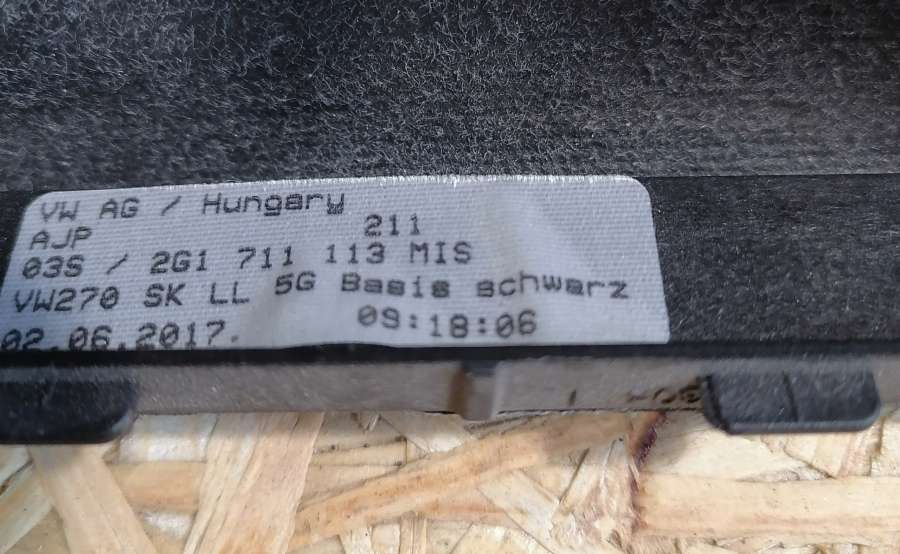 VW AG / Hungary
AJP 211
03S / 2G1 711 113 MIS
VW270 SK LL 5G Basis schwarz
02.06.2017. 09:18:06